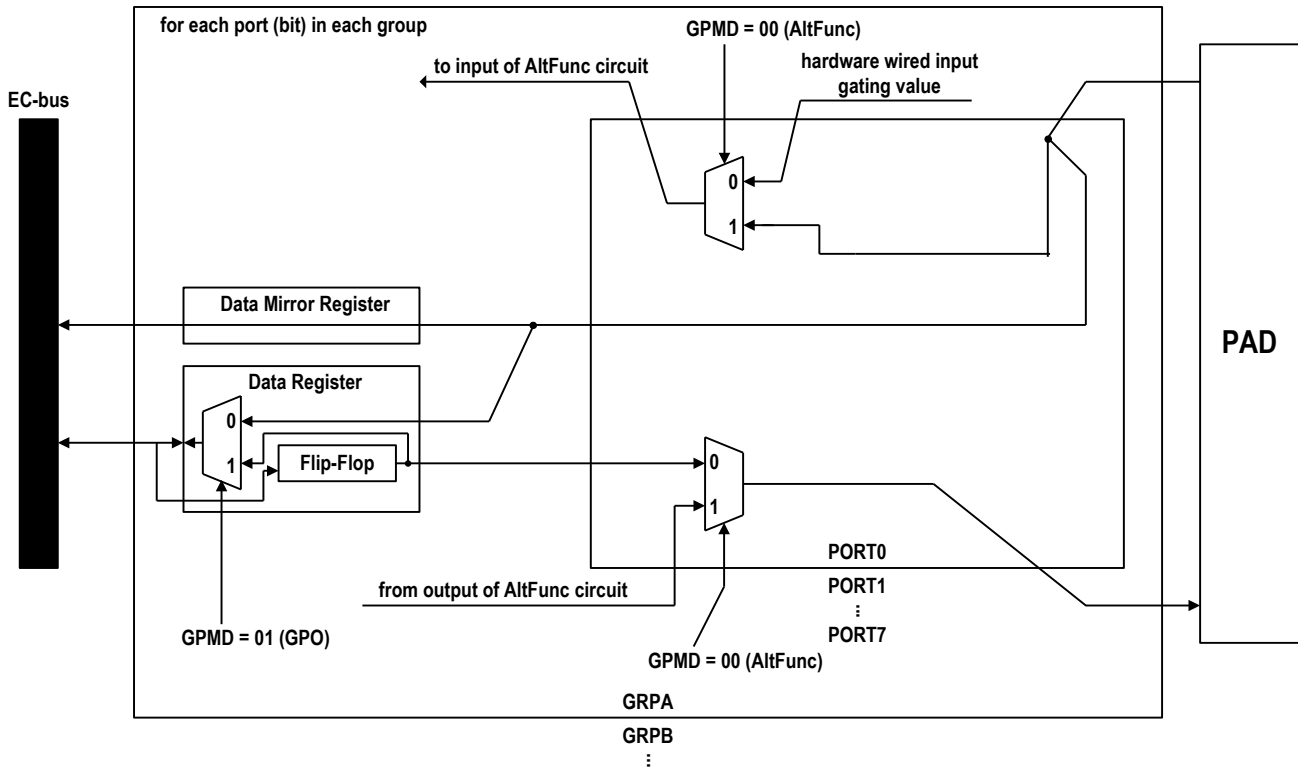 for each port (bit) in each group
GPMD = 00 (AltFunc)
to input of AltFunc circuit
hardware wired input
gating value
EC-bus
0
1
Data Mirror Register
PAD
Data Register
0
1
Flip-Flop
0
1
PORT0
from output of AltFunc circuit
PORT1
...
PORT7
GPMD = 01 (GPO)
GPMD = 00 (AltFunc)
GRPA
GRPB
...